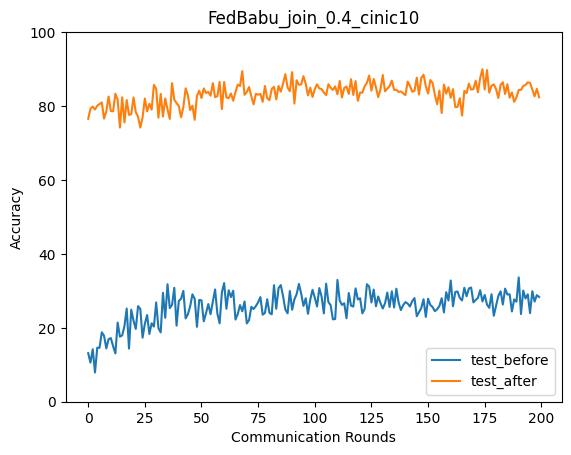 FedBabu_join_0.4_cinic10
Accuracy
100
80
60
40
20
0
test_before
test_after
0 25 50 75 100 125 150 175 200
Communication Rounds